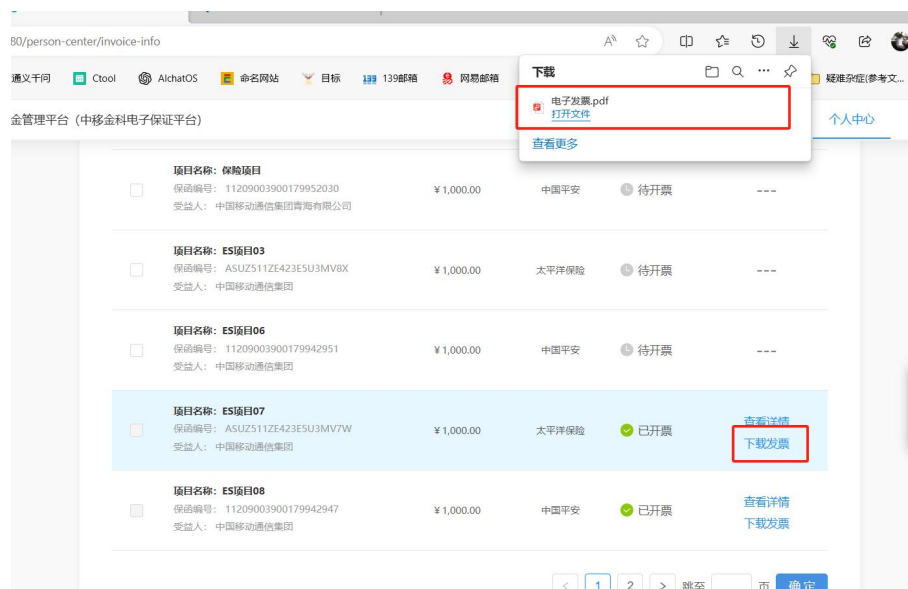 80/person-center/invoice-info
通义千问 Ctool AlchatOS 命名网站 目标 139 139邮箱 网易邮箱 疑难杂症(参考文...
下载
电子发票.pdf
打开文件
查看更多
金管理平台（中移金科电子保证平台） 个人中心
项目名称：保险项目
保函编号： 11209003900179952030 ¥1,000.00 中国平安 待开票 ---
受益人： 中国移动通信集团青海有限公司
项目名称：ES项目03
保函编号： ASUZ511ZE423E5U3MV8X ¥1,000.00 太平洋保险 待开票 ---
受益人： 中国移动通信集团
项目名称：ES项目06
保函编号： 11209003900179942951 ¥1,000.00 中国平安 待开票 ---
受益人： 中国移动通信集团
项目名称：ES项目07
保函编号： ASUZ511ZE423E5U3MV7W ¥1,000.00 太平洋保险 已开票
受益人： 中国移动通信集团
查看详情
下载发票
项目名称：ES项目08
保函编号： 11209003900179942947 ¥1,000.00 中国平安 已开票
受益人： 中国移动通信集团
查看详情
下载发票
< 1 2 > 跳至 页 确定